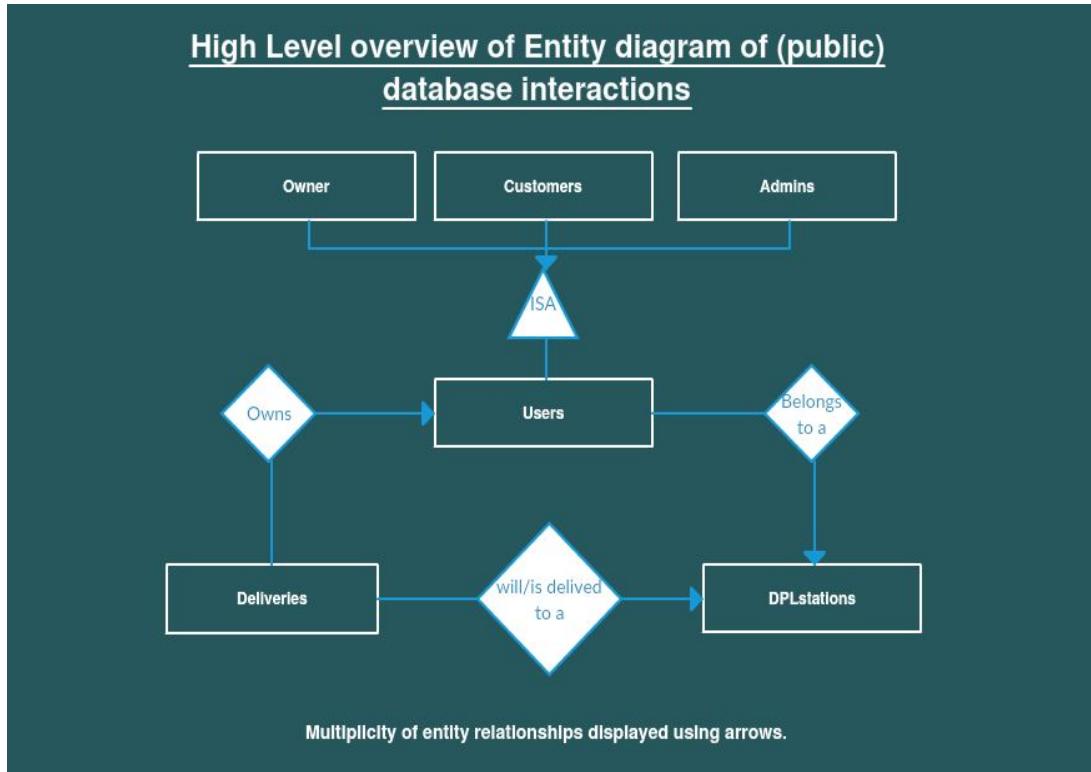 High Level overview of Entity diagram of (public)
database interactions
Owner
Customers
Admins
ISA
Owns
Users
Belongs
to a
Deliveries
will/is delived
to a
DPLstations
Multiplicity of entity relationships displayed using arrows.